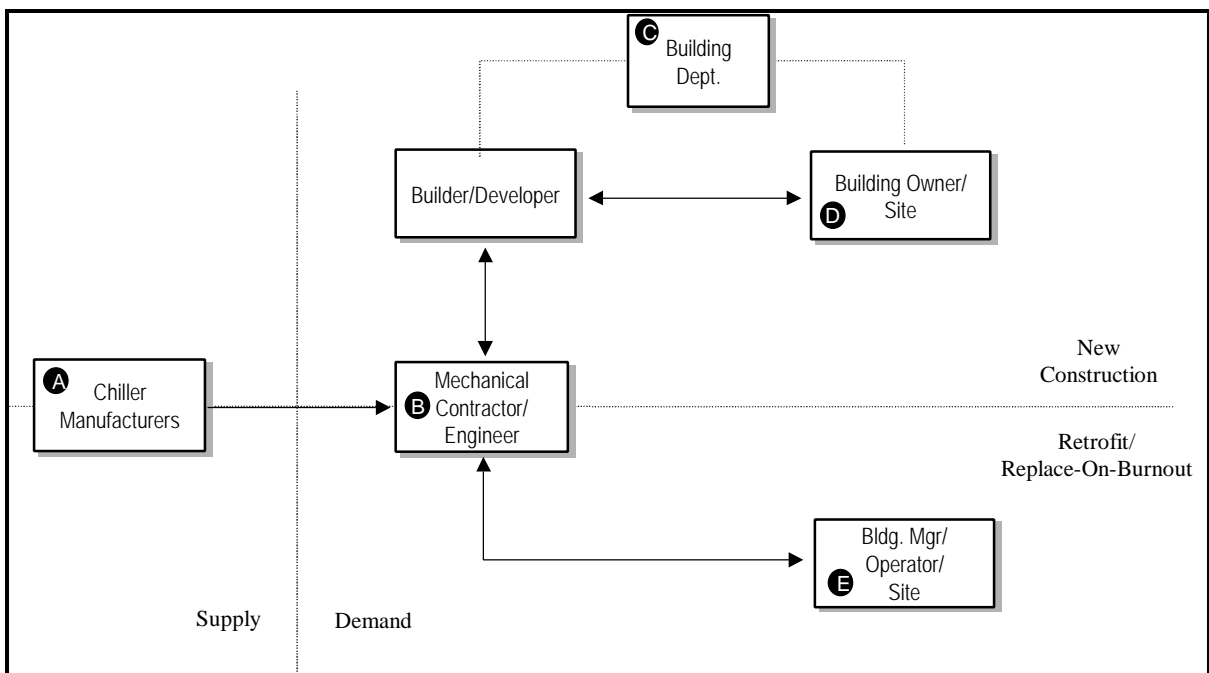 C
Building
Dept.
Builder/Developer
Building Owner/
D
Site
A
Chiller
Manufacturers
Mechanical
B
Contractor/
Engineer
New
Construction
Retrofit/
Replace-On-Burnout
Bldg. Mgr/
Operator/
E
Site
Supply
Demand